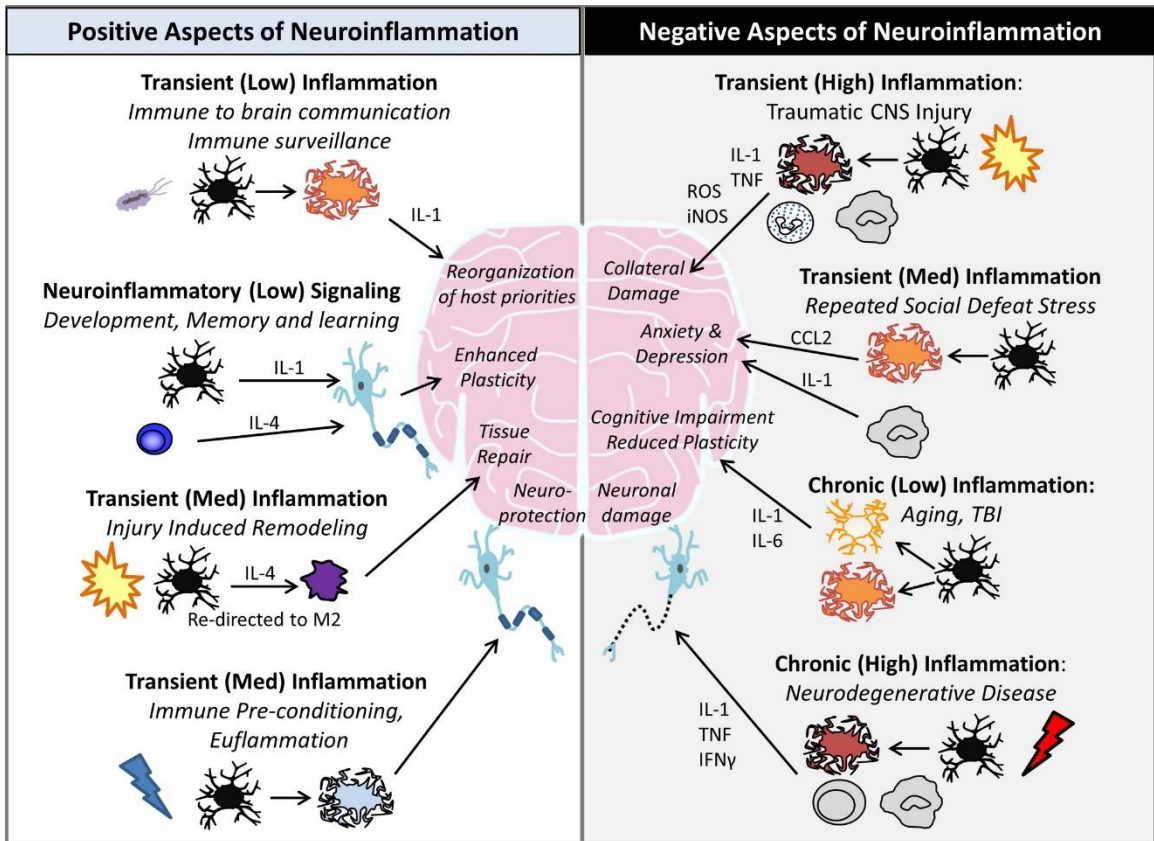 Positive Aspects of Neuroinflammation
Transient (Low) Inflammation
Immune to brain communication
Immune surveillance
IL-1
Reorganization
of host priorities
Neuroinflammatory (Low) Signaling
Development, Memory and learning
IL-1
IL-4
Enhanced
Plasticity
Tissue
Repair
Transient (Med) Inflammation
Injury Induced Remodeling
IL-4
Re-directed to M2
Neuro-
protection
Transient (Med) Inflammation
Immune Pre-conditioning,
Euflammation
Negative Aspects of Neuroinflammation
Transient (High) Inflammation:
Traumatic CNS Injury
IL-1
TNF
ROS
iNOS
Collateral
Damage
Transient (Med) Inflammation
Repeated Social Defeat Stress
CCL2
IL-1
Anxiety &
Depression
Cognitive Impairment
Reduced Plasticity
Chronic (Low) Inflammation:
Aging, TBI
IL-1
IL-6
Neuronal
damage
Chronic (High) Inflammation:
Neurodegenerative Disease
IL-1
TNF
IFNγ